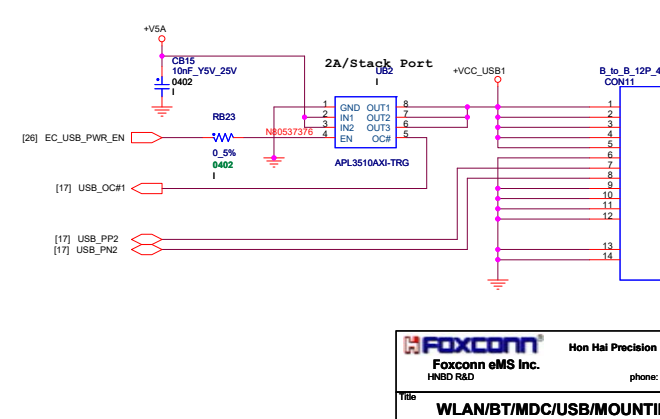 +V5A
CB15
10nF_Y5V_25V
0402
I
2A/Stack Port
UB2
I
+VCC_USB1
B_to_B_12P_4
CON11
1 GND OUT1 8
2 IN1 OUT2 7
3 IN2 OUT3 6
4 EN OC# 5
APL3510AXI-TRG
RB23
N80537376
[26] EC_USB_PWR_EN
0_5%
0402
I
[17] USB_OC#1
[17] USB_PP2
[17] USB_PN2
1
2
3
4
5
6
7
8
9
10
11
12
13
14
FOXCONN®
Hon Hai Precision
Foxconn eMS Inc.
HNBD R&D
phone:
Title
WLAN/BT/MDC/USB/MOUNTI